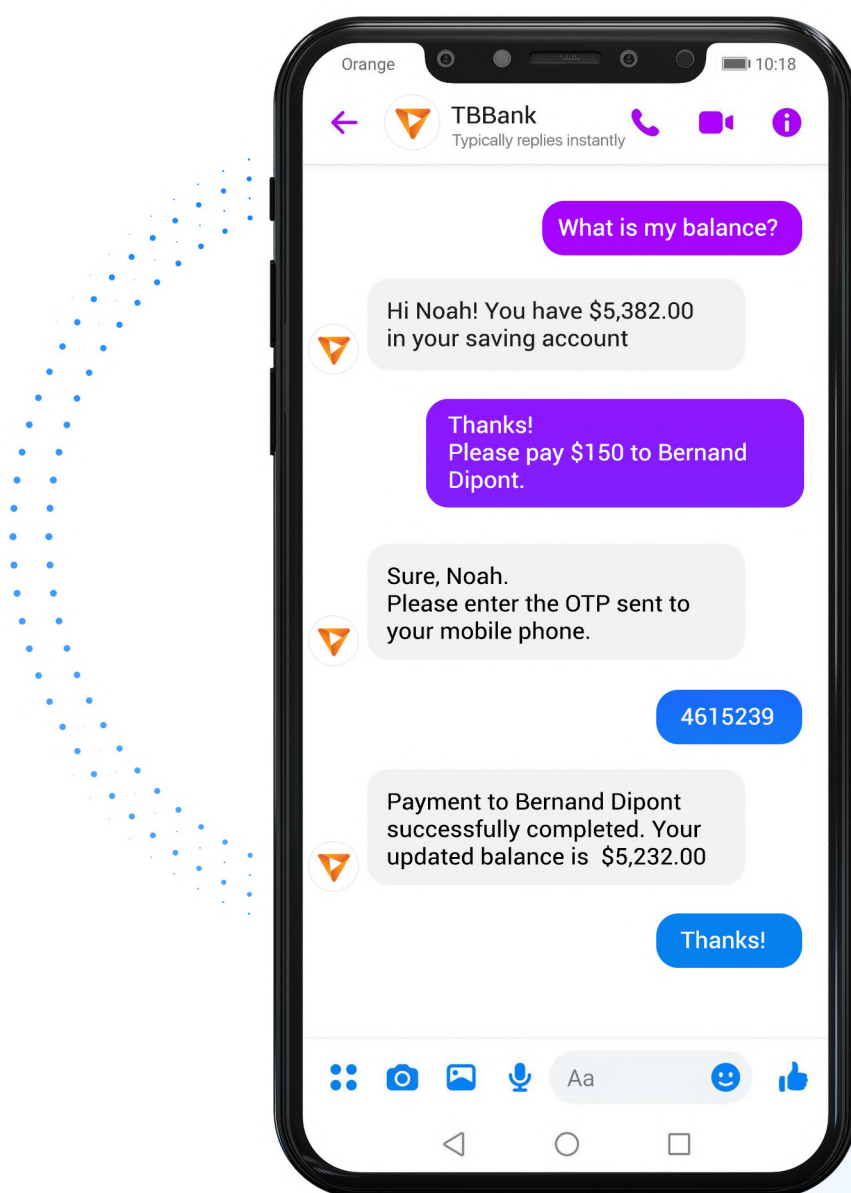 Orange
10:18
TBBank
Typically replies instantly
What is my balance?
Hi Noah! You have $5,382.00
in your saving account
Thanks!
Please pay $150 to Bernand
Dipont.
Sure, Noah.
Please enter the OTP sent to
your mobile phone.
4615239
Payment to Bernand Dipont
successfully completed. Your
updated balance is  $5,232.00
Thanks!
Aa